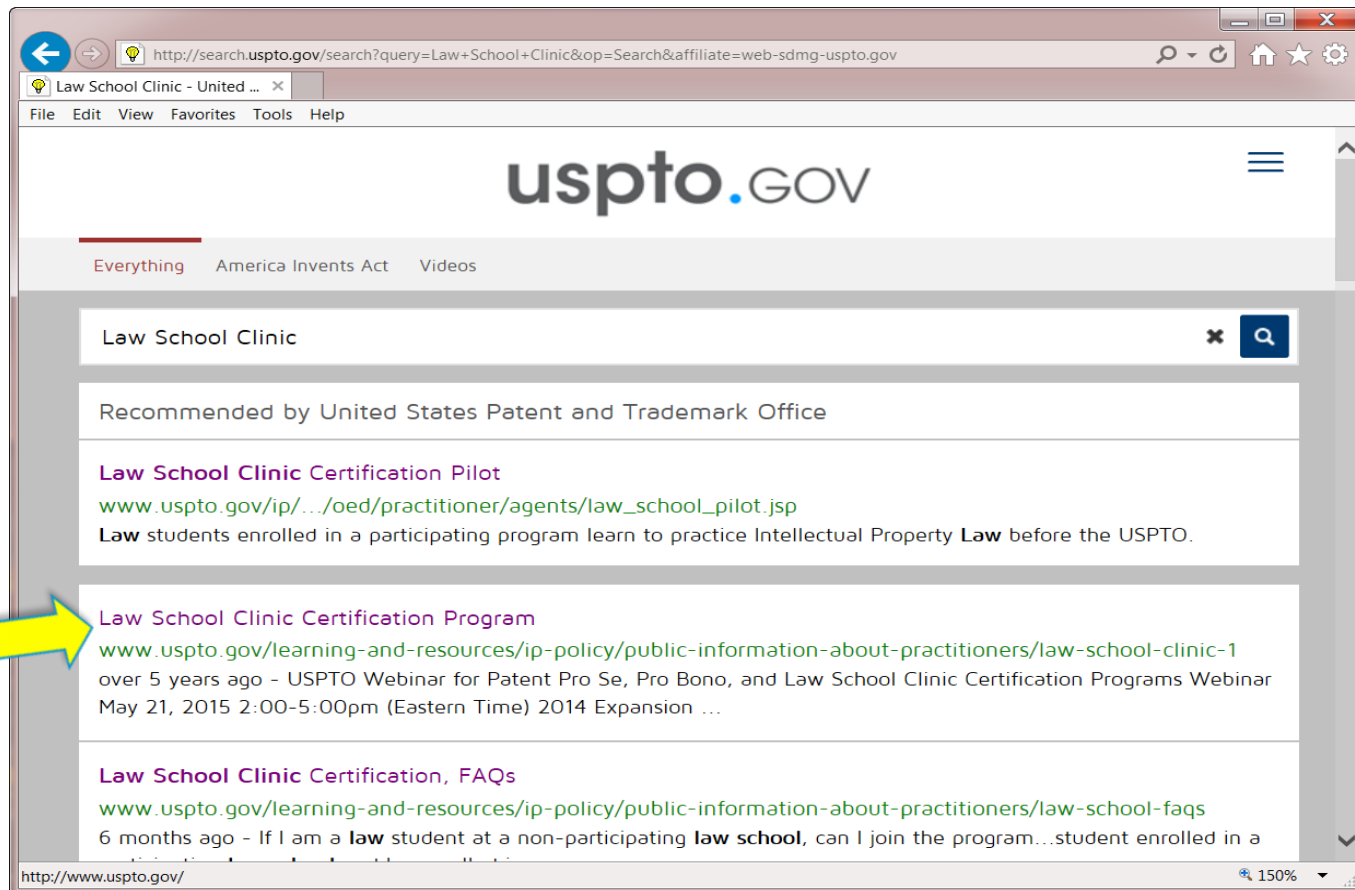 http://search.uspto.gov/search?query=Law+School+Clinic&op=Search&affiliate=web-sdmg-uspto.gov
Law School Clinic - United ...
File Edit View Favorites Tools Help
uspto.GOV
Everything America Invents Act Videos
Law School Clinic
Recommended by United States Patent and Trademark Office
Law School Clinic Certification Pilot
www.uspto.gov/ip/.../oed/practitioner/agents/law_school_pilot.jsp
Law students enrolled in a participating program learn to practice Intellectual Property Law before the USPTO.
Law School Clinic Certification Program
www.uspto.gov/learning-and-resources/ip-policy/public-information-about-practitioners/law-school-clinic-1
over 5 years ago - USPTO Webinar for Patent Pro Se, Pro Bono, and Law School Clinic Certification Programs Webinar
May 21, 2015 2:00-5:00pm (Eastern Time) 2014 Expansion ...
Law School Clinic Certification, FAQs
www.uspto.gov/learning-and-resources/ip-policy/public-information-about-practitioners/law-school-faqs
6 months ago - If I am a law student at a non-participating law school, can I join the program...student enrolled in a
http://www.uspto.gov/
150%